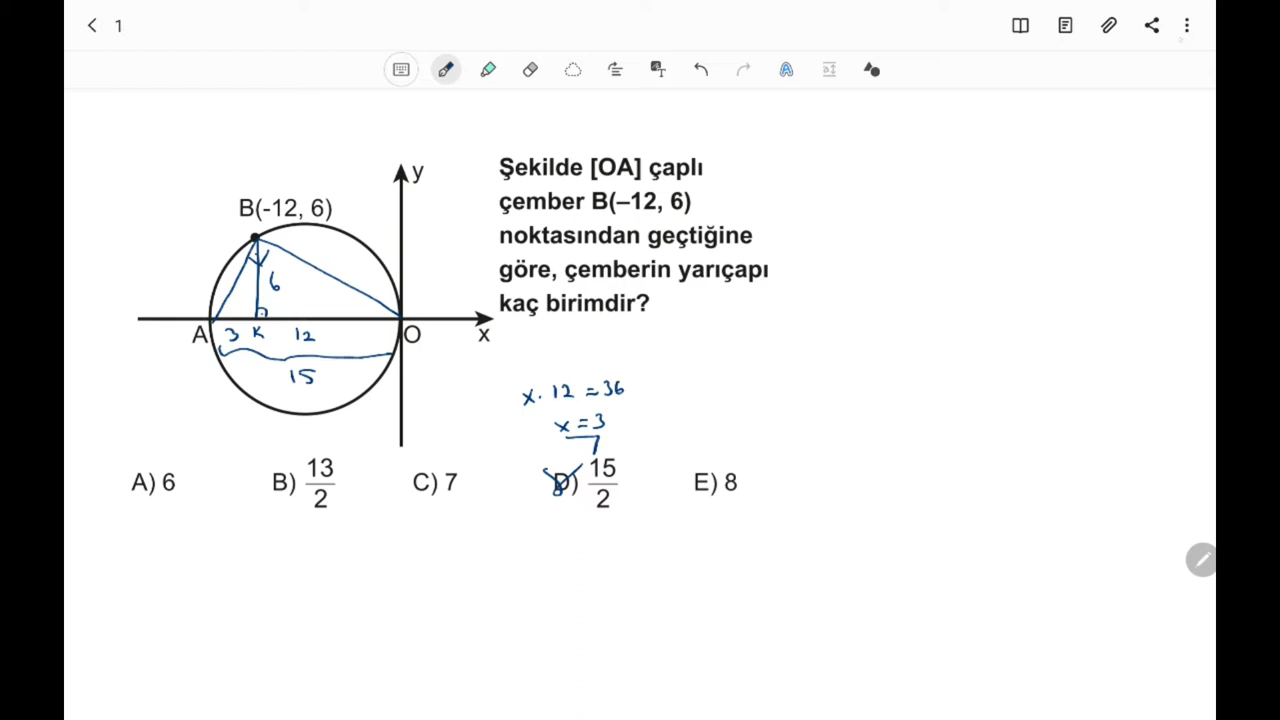 1
y
B(-12, 6)
6
A 3 K 12 O x
15
Şekilde [OA] çaplı
çember B(–12, 6)
noktasından geçtiğine
göre, çemberin yarıçapı
kaç birimdir?
x. 12 = 36
x = 3
A) 6 B) 13/2 C) 7 D) 15/2 E) 8